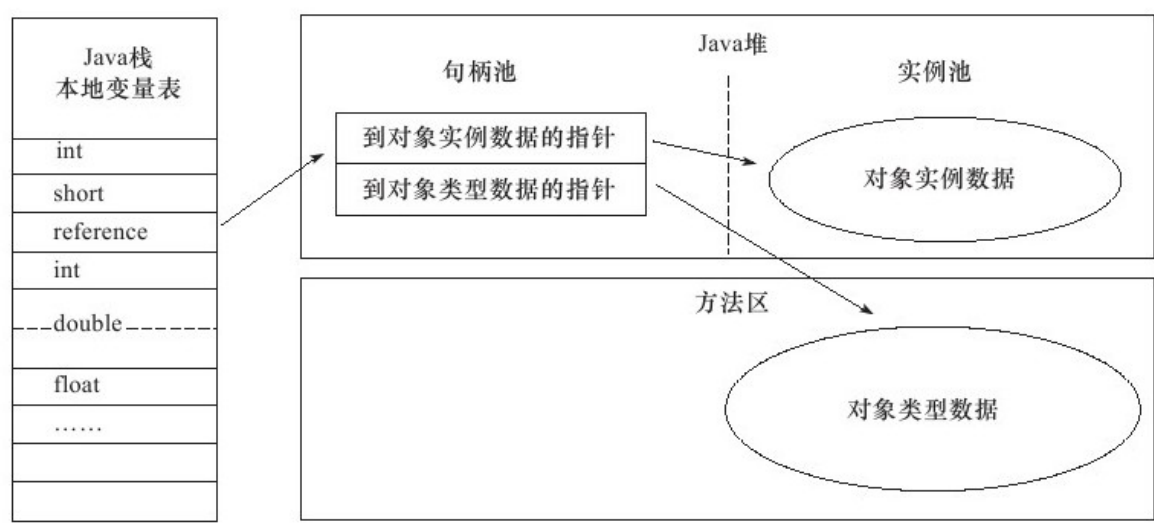 Java栈
本地变量表
int
short
reference
int
double
float
……
Java堆
句柄池
实例池
到对象实例数据的指针
到对象类型数据的指针
对象实例数据
方法区
对象类型数据